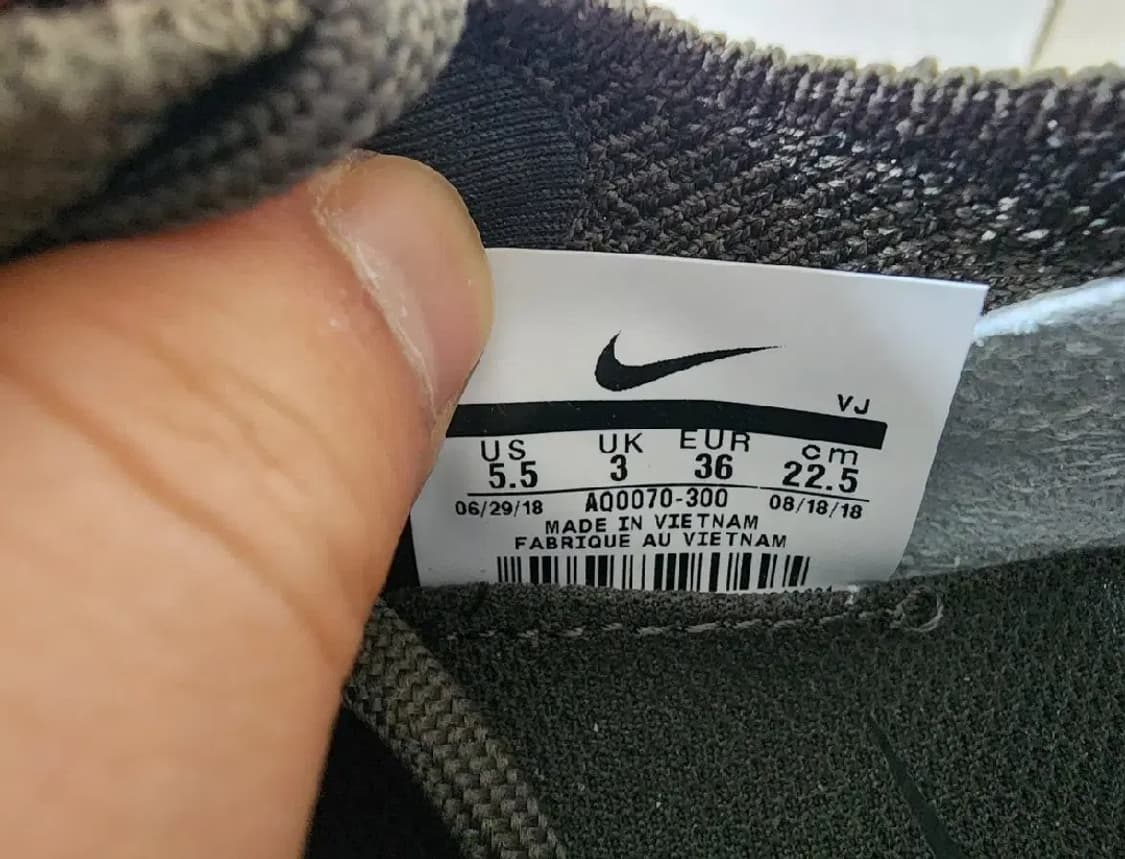 VJ
US UK EUR cm
5.5 3 36 22.5
06/29/18 AQ0070-300 08/18/18
MADE IN VIETNAM
FABRIQUE AU VIETNAM